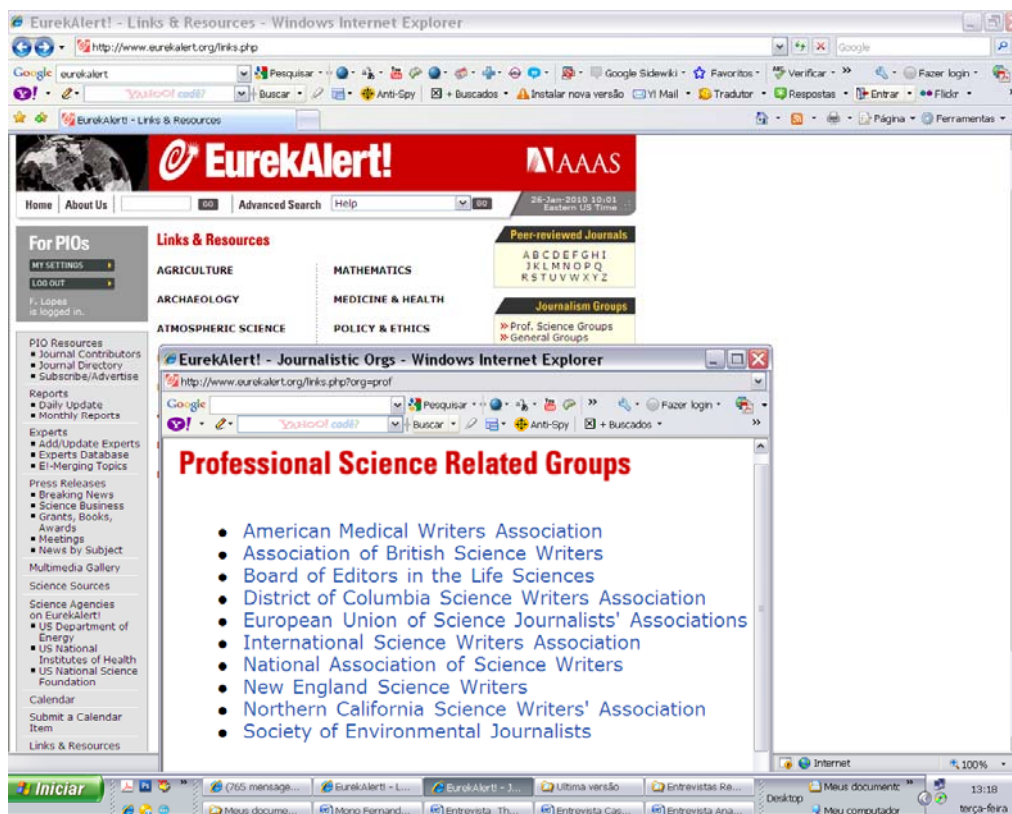 EurekAlert! - Links & Resources - Windows Internet Explorer
http://www.eurekalert.org/links.php
Google
Google eurekalert Pesquisar Google Sidewiki Favoritos Verificar » Fazer login
YAHOO! cadê? Buscar Anti-Spy + Buscados Instalar nova versão Y! Mail Tradutor Respostas Entrar Flickr
EurekAlert! - Links & Resources Página Ferramentas
EurekAlert! AAAS
Home About Us GO Advanced Search Help GO
26-Jan-2010 10:01
Eastern US Time
For PIOs
MY SETTINGS
LOG OUT
F. Lopes
is logged in.
PIO Resources
Journal Contributors
Journal Directory
Subscribe/Advertise
Reports
Daily Update
Monthly Reports
Experts
Add/Update Experts
Experts Database
E!-Merging Topics
Press Releases
Breaking News
Science Business
Grants, Books,
Awards
Meetings
News by Subject
Multimedia Gallery
Science Sources
Science Agencies
on EurekAlert!
US Department of
Energy
US National
Institutes of Health
US National Science
Foundation
Calendar
Submit a Calendar
Item
Links & Resources
Links & Resources
AGRICULTURE MATHEMATICS
ARCHAEOLOGY MEDICINE & HEALTH
ATMOSPHERIC SCIENCE POLICY & ETHICS
Peer-reviewed Journals
A B C D E F G H I
J K L M N O P Q
R S T U V W X Y Z
Journalism Groups
» Prof. Science Groups
» General Groups
EurekAlert! - Journalistic Orgs - Windows Internet Explorer
http://www.eurekalert.org/links.php?org=prof
Google Pesquisar » Fazer login
YAHOO! cadê? Buscar Anti-Spy + Buscados »
Professional Science Related Groups
American Medical Writers Association
Association of British Science Writers
Board of Editors in the Life Sciences
District of Columbia Science Writers Association
European Union of Science Journalists' Associations
International Science Writers Association
National Association of Science Writers
New England Science Writers
Northern California Science Writers' Association
Society of Environmental Journalists
Internet 100%
Iniciar » (765 mensage... EurekAlert! - L... EurekAlert! - J... Ultima versão Entrevistas Re... Desktop Meus documentc » 13:18
Meus docume... Mono Fernand... Entrevista_Th... Entrevista Cas... Entrevista Ana... Meu computador terça-feira